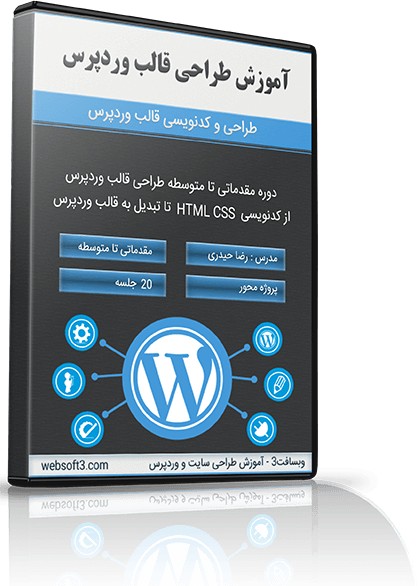 آموزش طراحی قالب وردپرس
طراحی و کدنویسی قالب وردپرس
دوره مقدماتی تا متوسطه طراحی قالب وردپرس
از کدنویسی HTML CSS تا تبدیل به قالب وردپرس
مدرس : رضا حیدری
مقدماتی تا متوسطه
پروژه محور
20 جلسه
وبسافت3 - آموزش طراحی سایت و وردپرس
websoft3.com